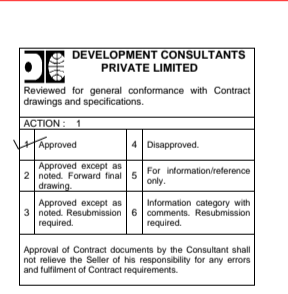 DEVELOPMENT CONSULTANTS
PRIVATE LIMITED
Reviewed for general conformance with Contract
drawings and specifications.
ACTION : 1
1 Approved 4 Disapproved.
2 Approved except as noted. Forward final drawing. 5 For information/reference only.
3 Approved except as noted. Resubmission required. 6 Information category with comments. Resubmission required.
Approval of Contract documents by the Consultant shall
not relieve the Seller of his responsibility for any errors
and fulfilment of Contract requirements.